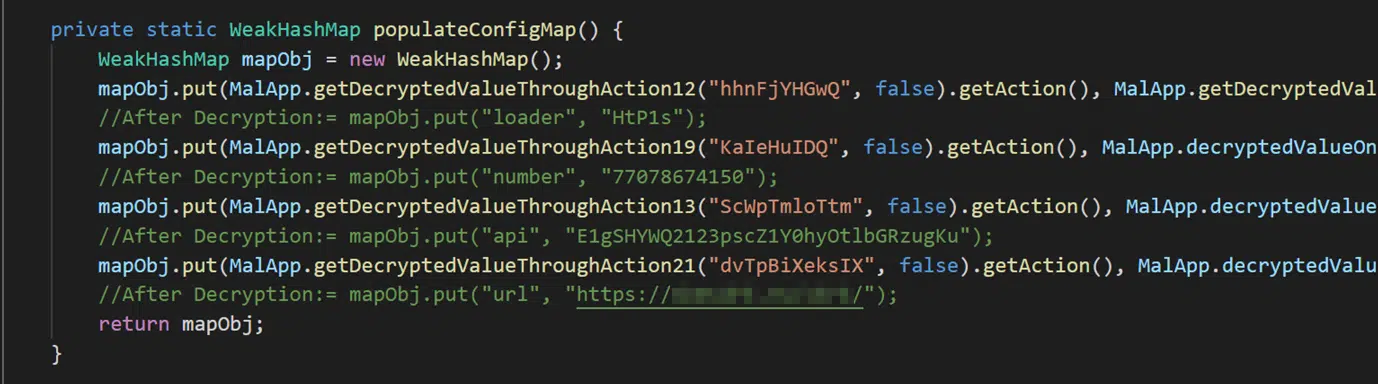 private static WeakHashMap populateConfigMap() {
WeakHashMap mapObj = new WeakHashMap();
mapObj.put(MalApp.getDecryptedValueThroughAction12("hhnFjYHGwQ", false).getAction(), MalApp.getDecryptedVal
//After Decryption:= mapObj.put("loader", "HtP1s");
mapObj.put(MalApp.getDecryptedValueThroughAction19("KaIeHuIDQ", false).getAction(), MalApp.decryptedValueOn
//After Decryption:= mapObj.put("number", "77078674150");
mapObj.put(MalApp.getDecryptedValueThroughAction13("ScWpTmloTtm", false).getAction(), MalApp.decryptedValue
//After Decryption:= mapObj.put("api", "E1gSHYWQ2123pscZ1Y0hyOtlbGRzugKu");
mapObj.put(MalApp.getDecryptedValueThroughAction21("dvTpBiXeksIX", false).getAction(), MalApp.decryptedValu
//After Decryption:= mapObj.put("url", "https:///");
return mapObj;
}